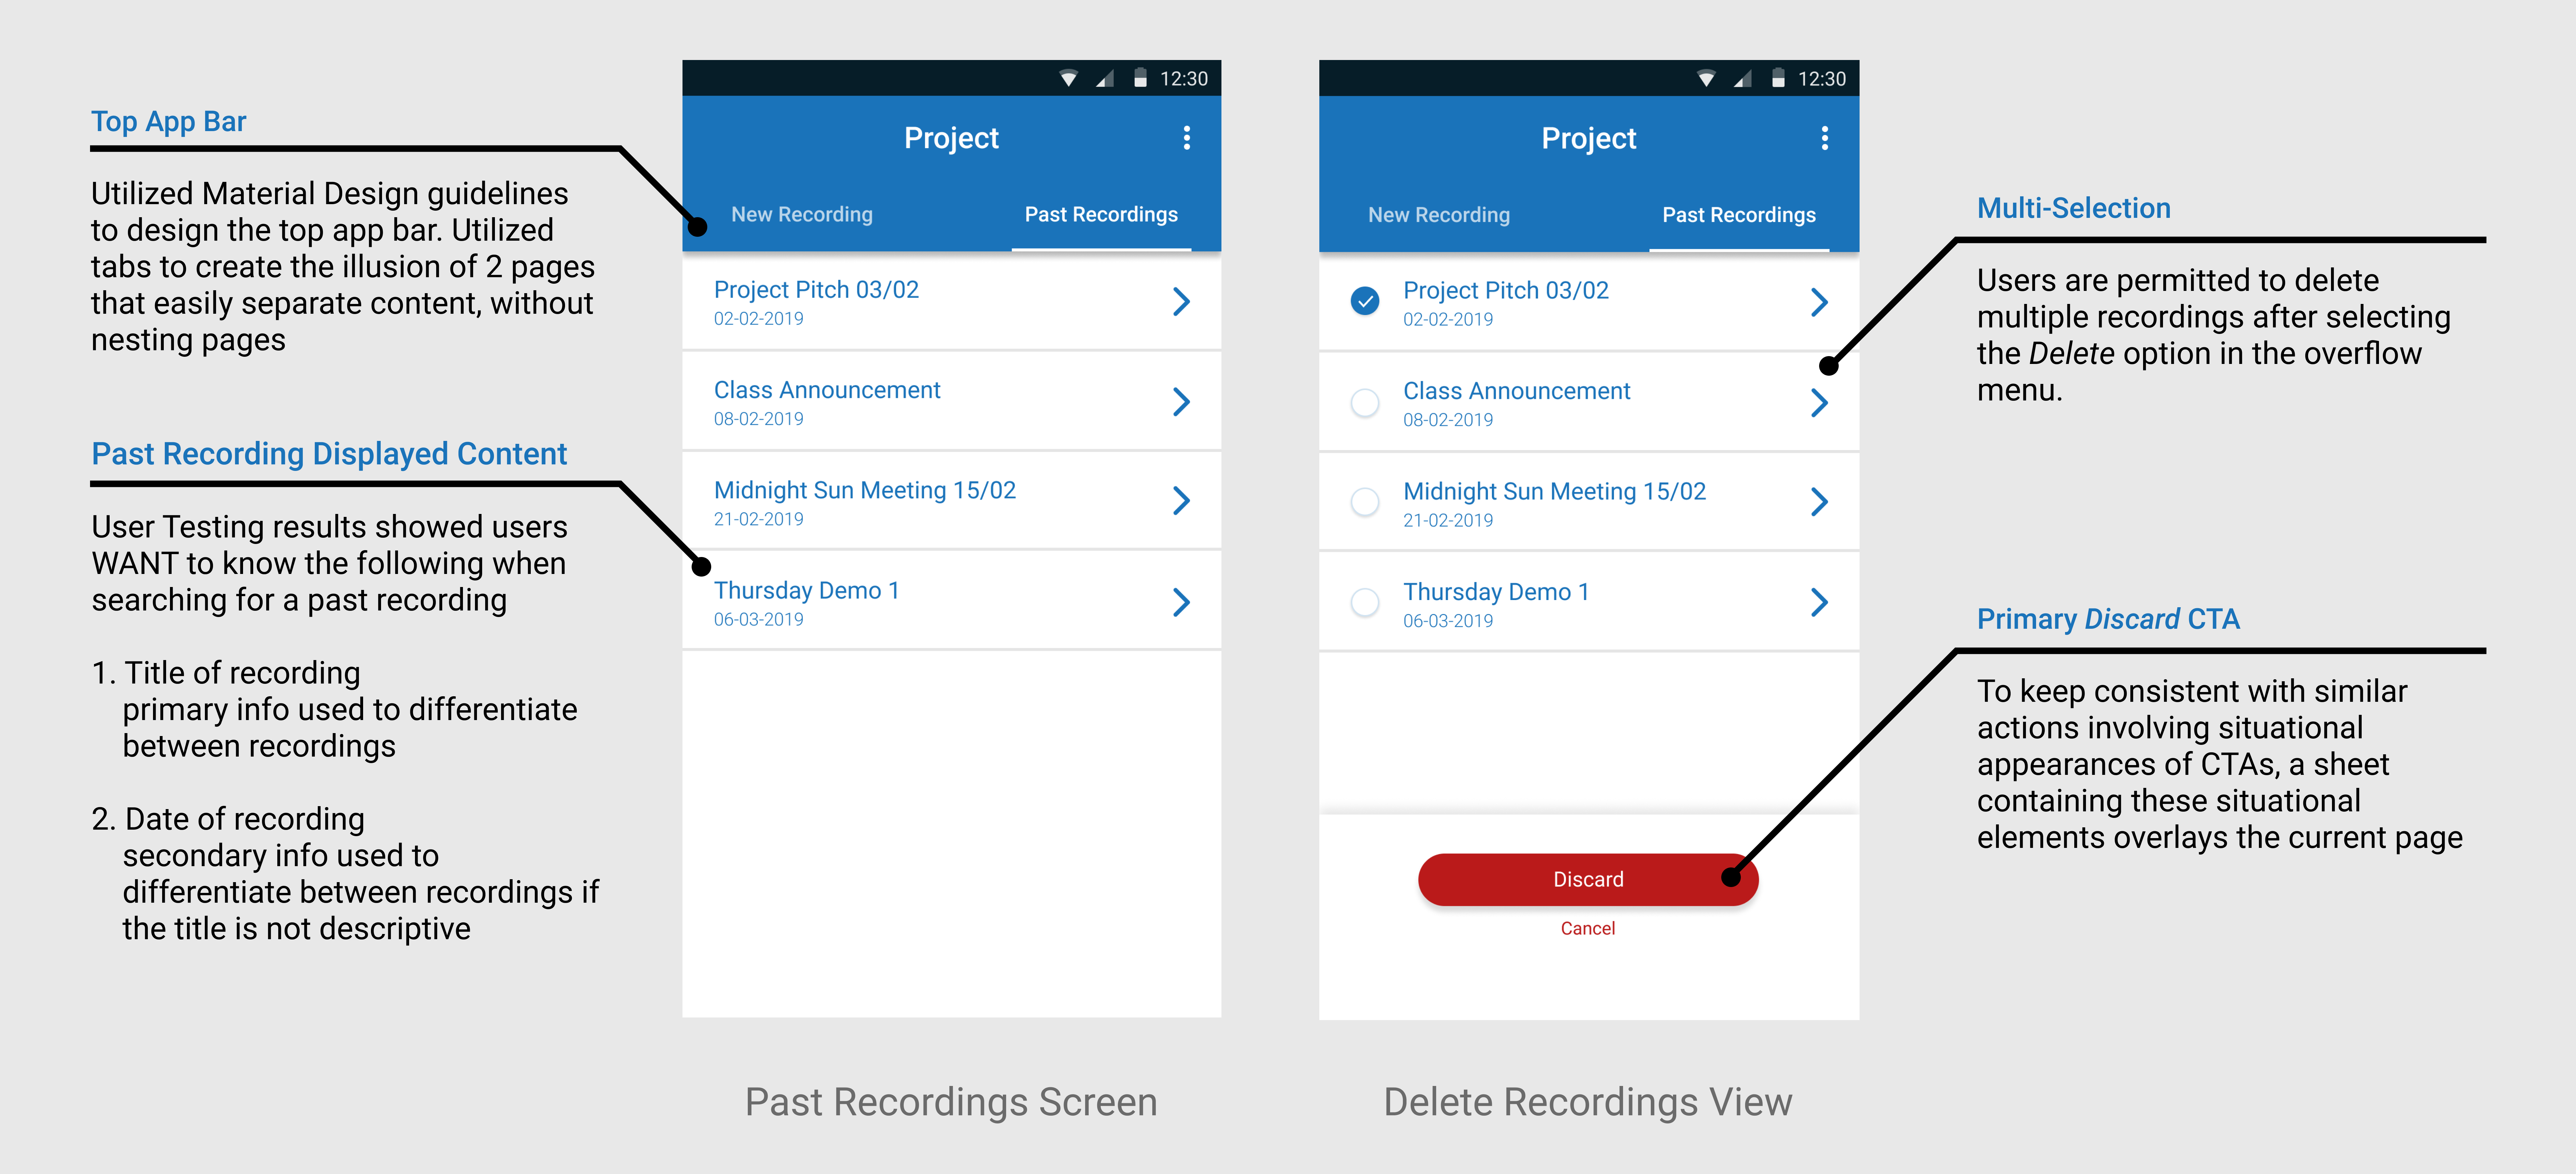 Top App Bar
Utilized Material Design guidelines
to design the top app bar. Utilized
tabs to create the illusion of 2 pages
that easily separate content, without
nesting pages
Past Recording Displayed Content
User Testing results showed users
WANT to know the following when
searching for a past recording
1. Title of recording
primary info used to differentiate
between recordings
2. Date of recording
secondary info used to
differentiate between recordings if
the title is not descriptive
12:30
Project
New Recording Past Recordings
Project Pitch 03/02
02-02-2019
Class Announcement
08-02-2019
Midnight Sun Meeting 15/02
21-02-2019
Thursday Demo 1
06-03-2019
Past Recordings Screen
12:30
Project
New Recording Past Recordings
Project Pitch 03/02
02-02-2019
Class Announcement
08-02-2019
Midnight Sun Meeting 15/02
21-02-2019
Thursday Demo 1
06-03-2019
Discard
Cancel
Delete Recordings View
Multi-Selection
Users are permitted to delete
multiple recordings after selecting
the Delete option in the overflow
menu.
Primary Discard CTA
To keep consistent with similar
actions involving situational
appearances of CTAs, a sheet
containing these situational
elements overlays the current page